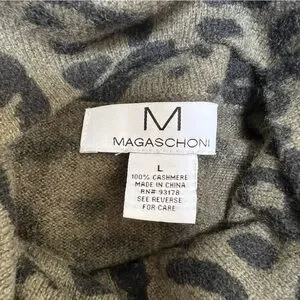 M
MAGASCHONI
L
100% CASHMERE
MADE IN CHINA
RN# 93178
SEE REVERSE
FOR CARE